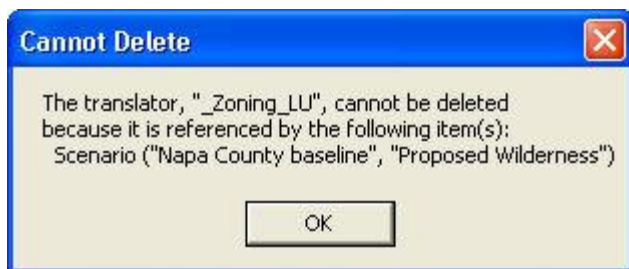 Cannot Delete
The translator, "_Zoning_LU", cannot be deleted
because it is referenced by the following item(s):
Scenario ("Napa County baseline", "Proposed Wilderness")
OK